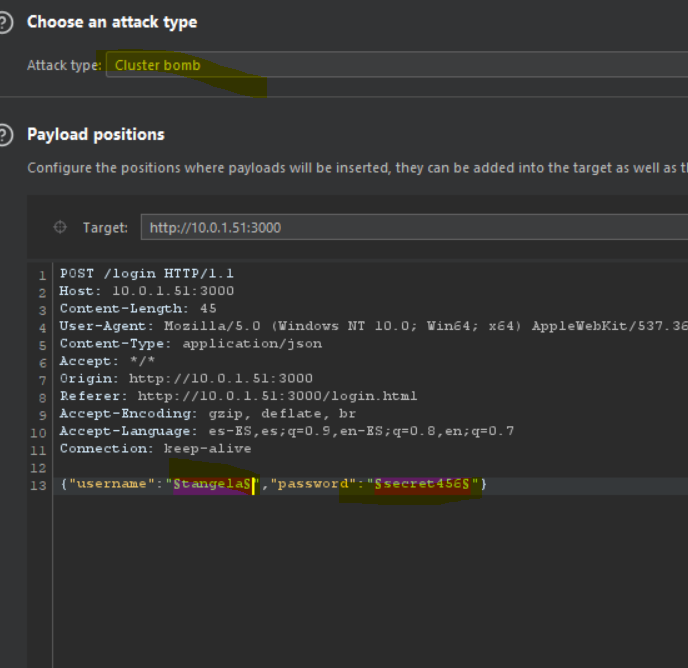 Choose an attack type
Attack type: Cluster bomb
Payload positions
Configure the positions where payloads will be inserted, they can be added into the target as well as
Target: http://10.0.1.51:3000
1 POST /login HTTP/1.1
2 Host: 10.0.1.51:3000
3 Content-Length: 45
4 User-Agent: Mozilla/5.0 (Windows NT 10.0; Win64; x64) AppleWebKit/537.36
5 Content-Type: application/json
6 Accept: */*
7 Origin: http://10.0.1.51:3000
8 Referer: http://10.0.1.51:3000/login.html
9 Accept-Encoding: gzip, deflate, br
10 Accept-Language: es-ES,es;q=0.9,en-ES;q=0.8,en;q=0.7
11 Connection: keep-alive
12
13 {"username":"§tangela§","password":"§secret456§"}